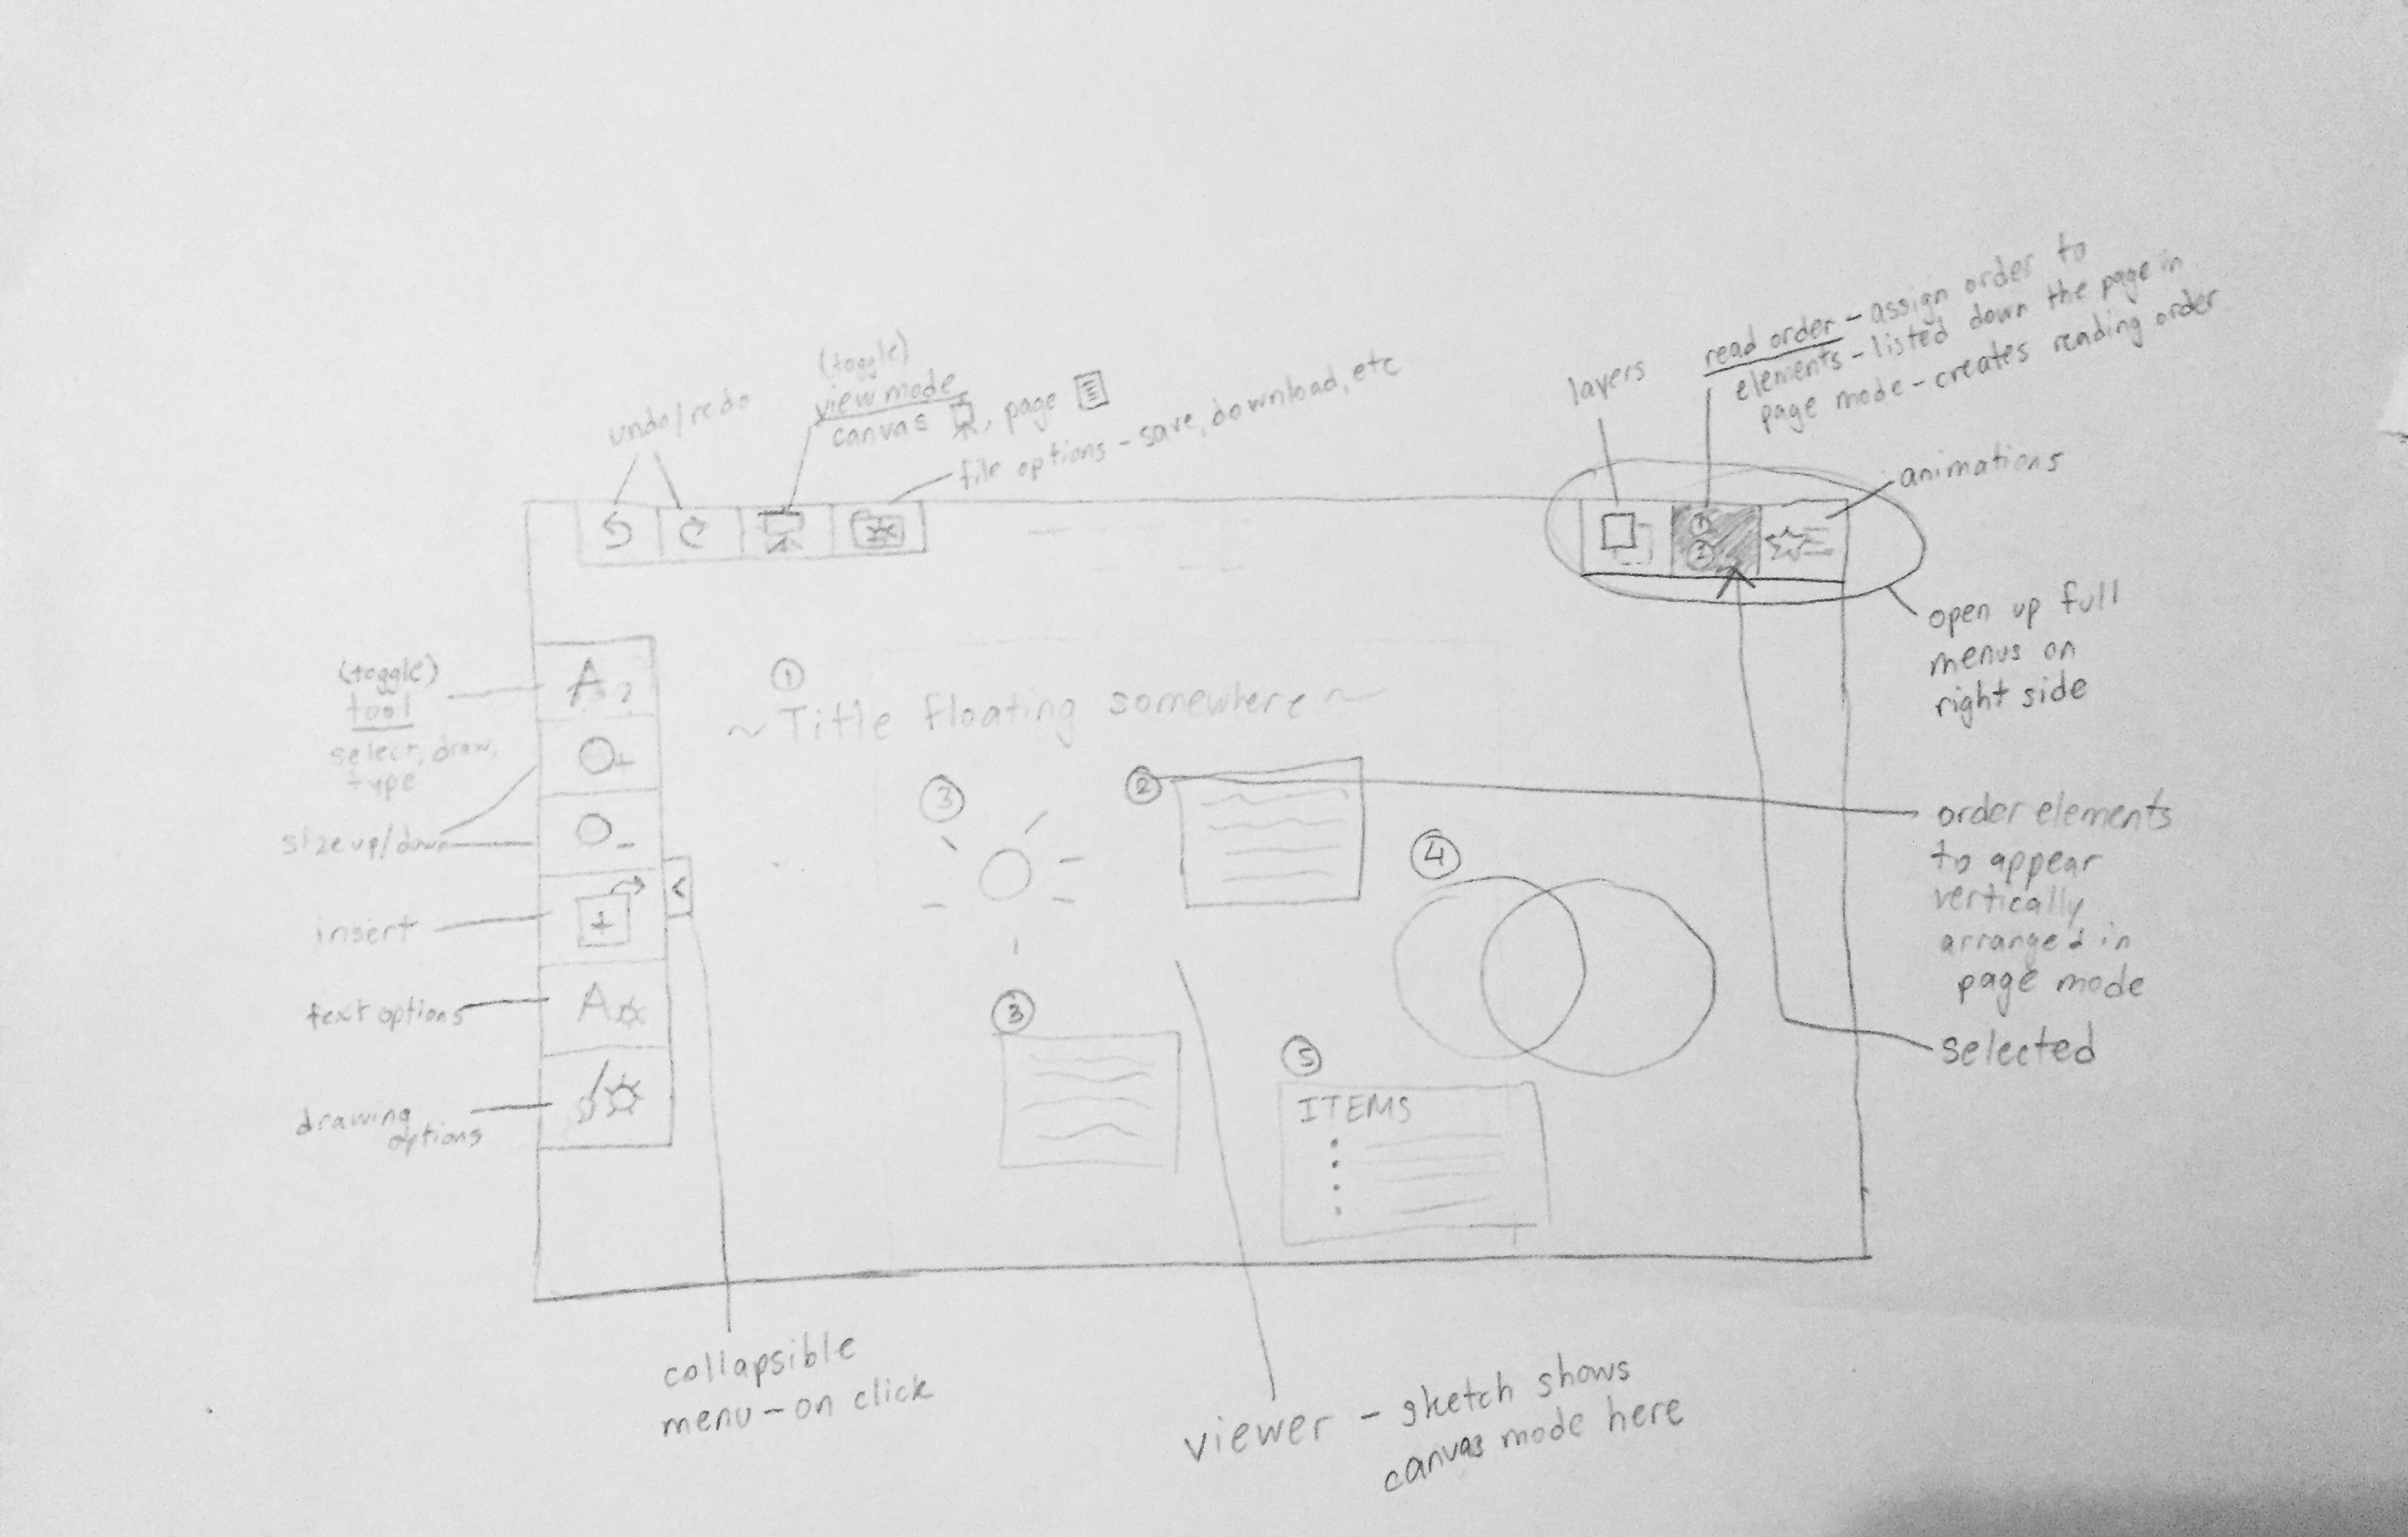 (toggle)
view mode
canvas , page
undo/redo
file options - save, download, etc
layers
read order - assign order to
elements - listed down the page in
page mode - creates reading order
animations
1
2
open up full
menus on
right side
(toggle)
tool
select, draw,
type
A
size up/down
+
-
insert
+
<
text options
A
drawing
options
1
~ Title floating somewhere ~
3
2
4
3
5
ITEMS
order elements
to appear
vertically
arranged in
page mode
selected
collapsible
menu - on click
viewer - sketch shows
canvas mode here